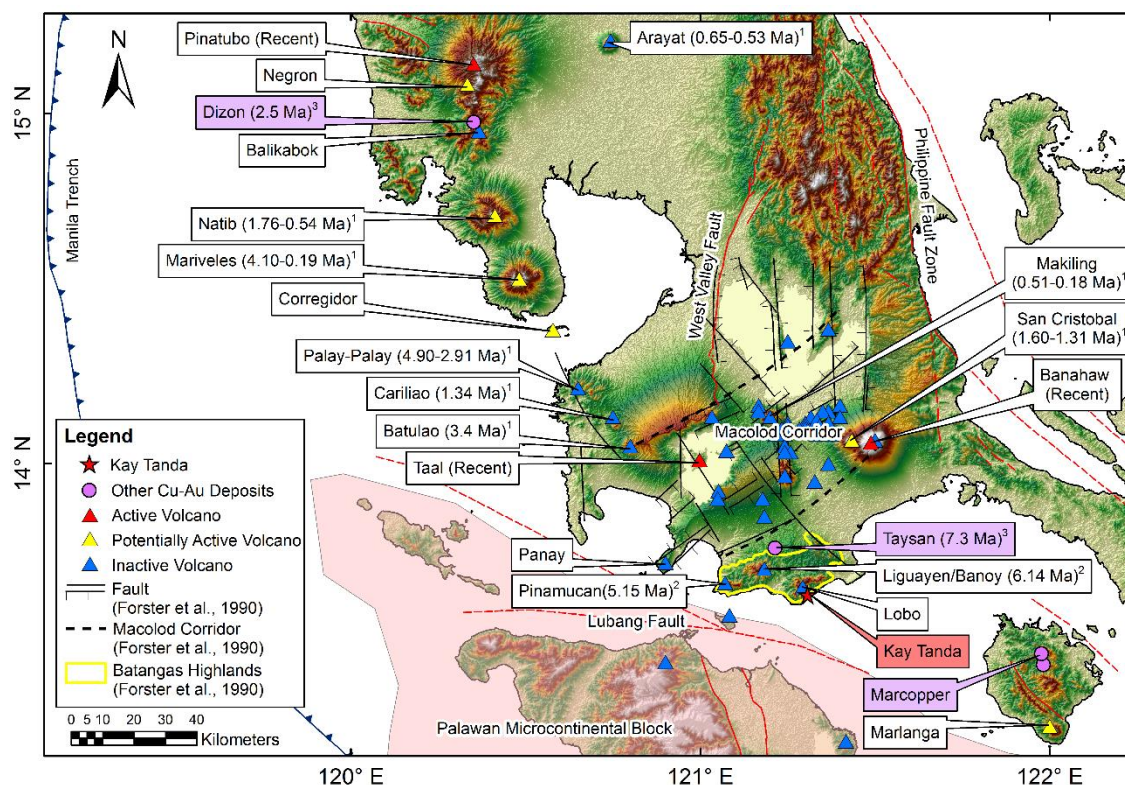 N
Pinatubo (Recent)
Negron
Dizon (2.5 Ma)³
Balikabok
Arayat (0.65-0.53 Ma)¹
15° N
Manila Trench
Philippine Fault Zone
West Valley Fault
Natib (1.76-0.54 Ma)¹
Mariveles (4.10-0.19 Ma)¹
Corregidor
Makiling
(0.51-0.18 Ma)¹
San Cristobal
(1.60-1.31 Ma)¹
Banahaw
(Recent)
Palay-Palay (4.90-2.91 Ma)¹
Cariliao (1.34 Ma)¹
Batulao (3.4 Ma)¹
Taal (Recent)
Macolod Corridor
14° N
Panay
Pinamucan(5.15 Ma)²
Taysan (7.3 Ma)³
Liguayen/Banoy (6.14 Ma)²
Lobo
Lubang Fault
Kay Tanda
Marcopper
Marlanga
Palawan Microcontinental Block
Legend
Kay Tanda
Other Cu-Au Deposits
Active Volcano
Potentially Active Volcano
Inactive Volcano
Fault
(Forster et al., 1990)
Macolod Corridor
(Forster et al., 1990)
Batangas Highlands
(Forster et al., 1990)
0 5 10 20 30 40
Kilometers
120° E
121° E
122° E